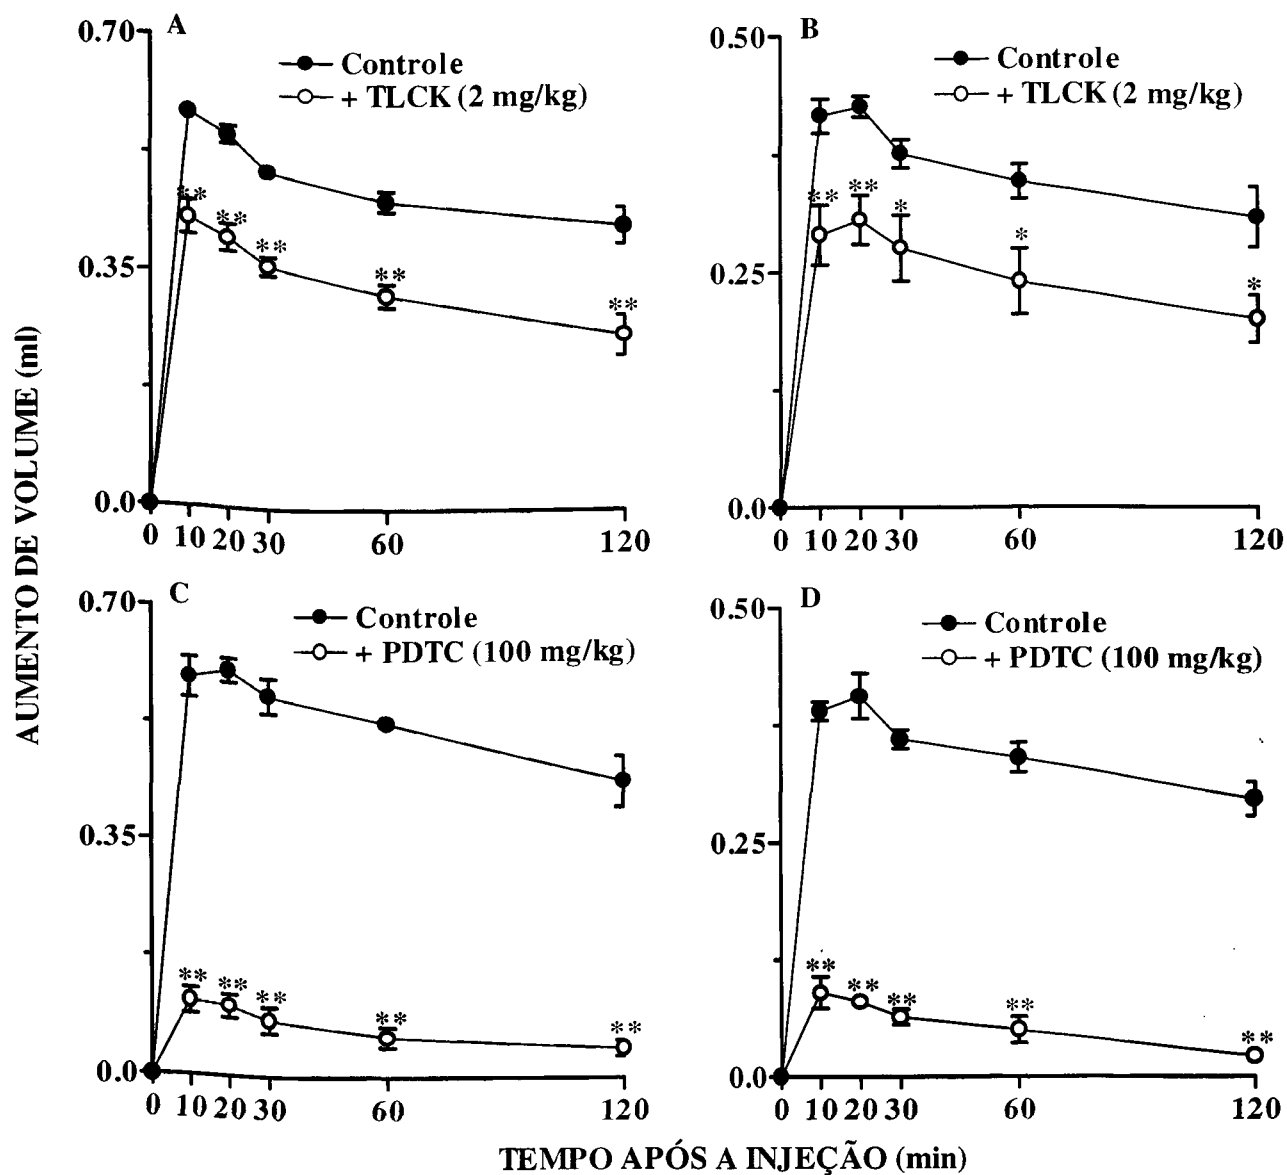 A
0.70
Controle
+ TLCK (2 mg/kg)
** ** ** ** **
0.35
0.0
0 10 20 30 60 120
B
0.50
Controle
+ TLCK (2 mg/kg)
** ** * * *
0.25
0.0
0 10 20 30 60 120
AUMENTO DE VOLUME (ml)
C
0.70
Controle
+ PDTC (100 mg/kg)
0.35
** ** ** ** **
0.0
0 10 20 30 60 120
D
0.50
Controle
+ PDTC (100 mg/kg)
0.25
** ** ** ** **
0.0
0 10 20 30 60 120
TEMPO APÓS A INJEÇÃO (min)